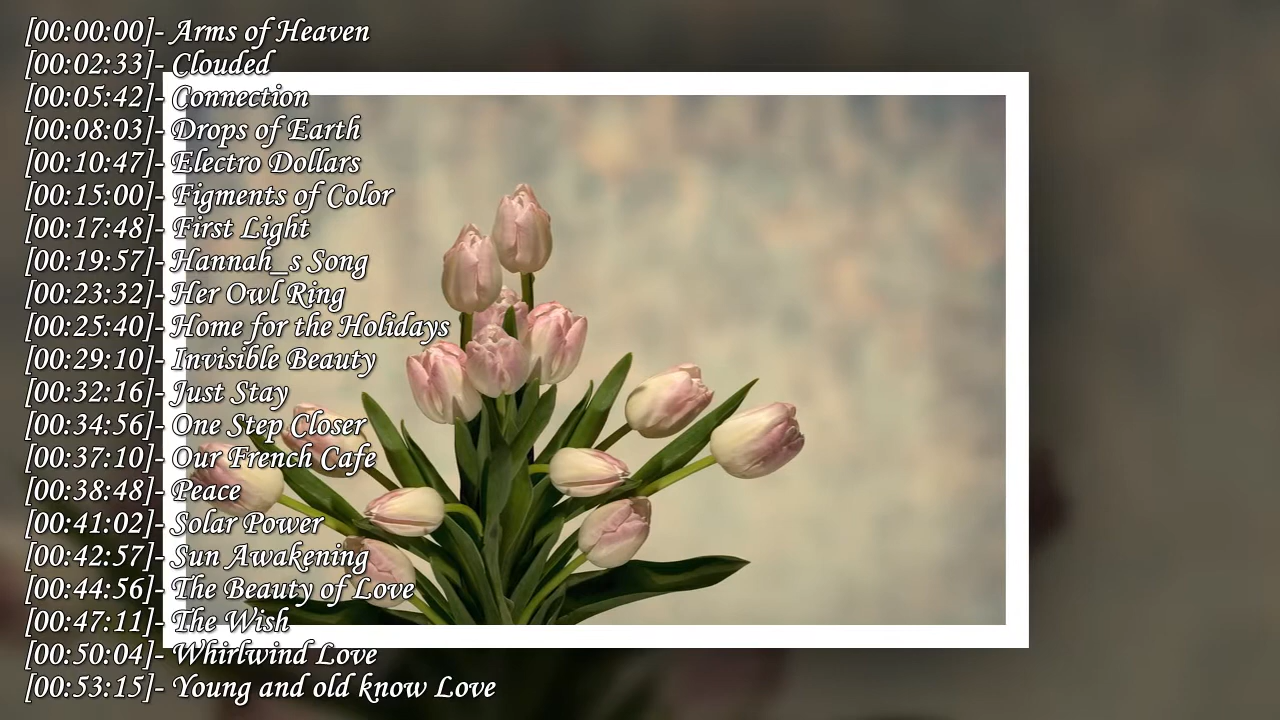 [00:00:00]- Arms of Heaven
[00:02:33]- Clouded
[00:05:42]- Connection
[00:08:03]- Drops of Earth
[00:10:47]- Electro Dollars
[00:15:00]- Figments of Color
[00:17:48]- First Light
[00:19:57]- Hannah_s Song
[00:23:32]- Her Owl Ring
[00:25:40]- Home for the Holidays
[00:29:10]- Invisible Beauty
[00:32:16]- Just Stay
[00:34:56]- One Step Closer
[00:37:10]- Our French Cafe
[00:38:48]- Peace
[00:41:02]- Solar Power
[00:42:57]- Sun Awakening
[00:44:56]- The Beauty of Love
[00:47:11]- The Wish
[00:50:04]- Whirlwind Love
[00:53:15]- Young and old know Love